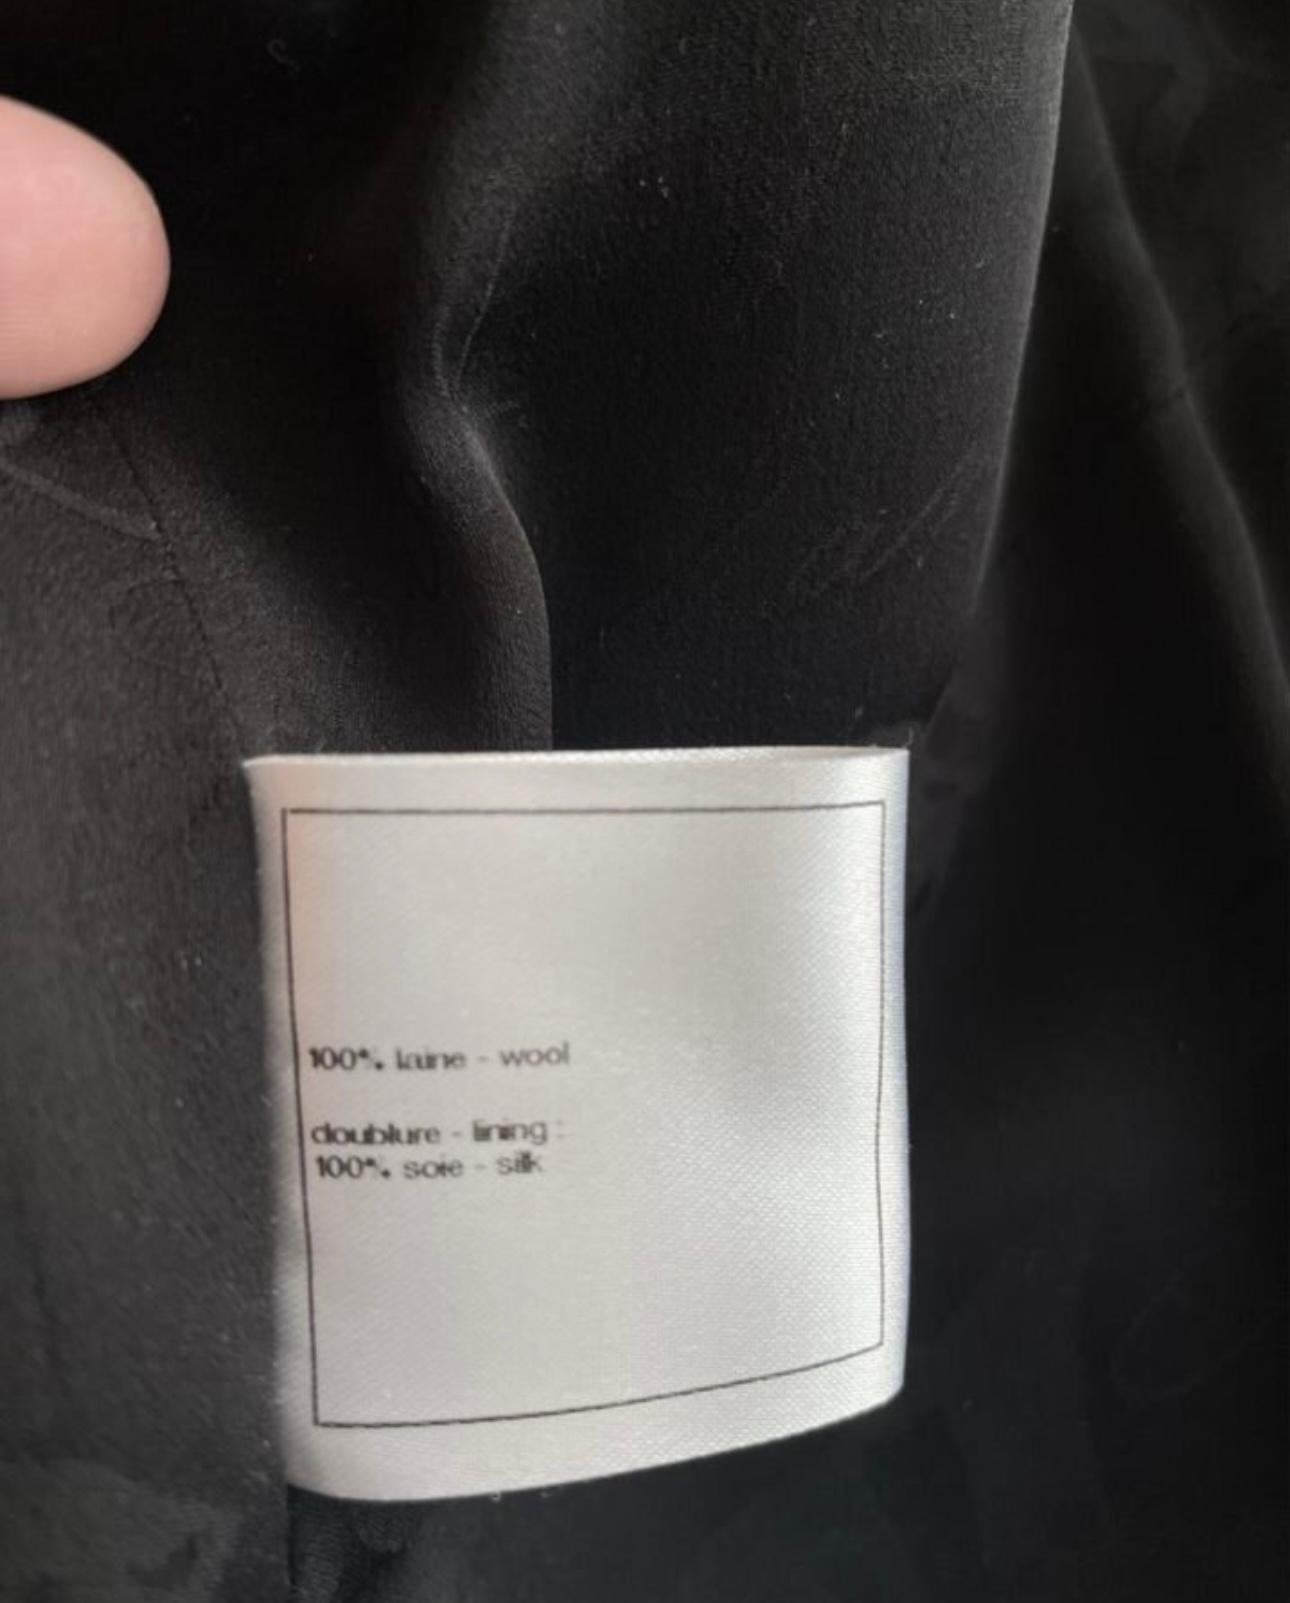 100% laine - wool
doublure - lining :
100% soie - silk